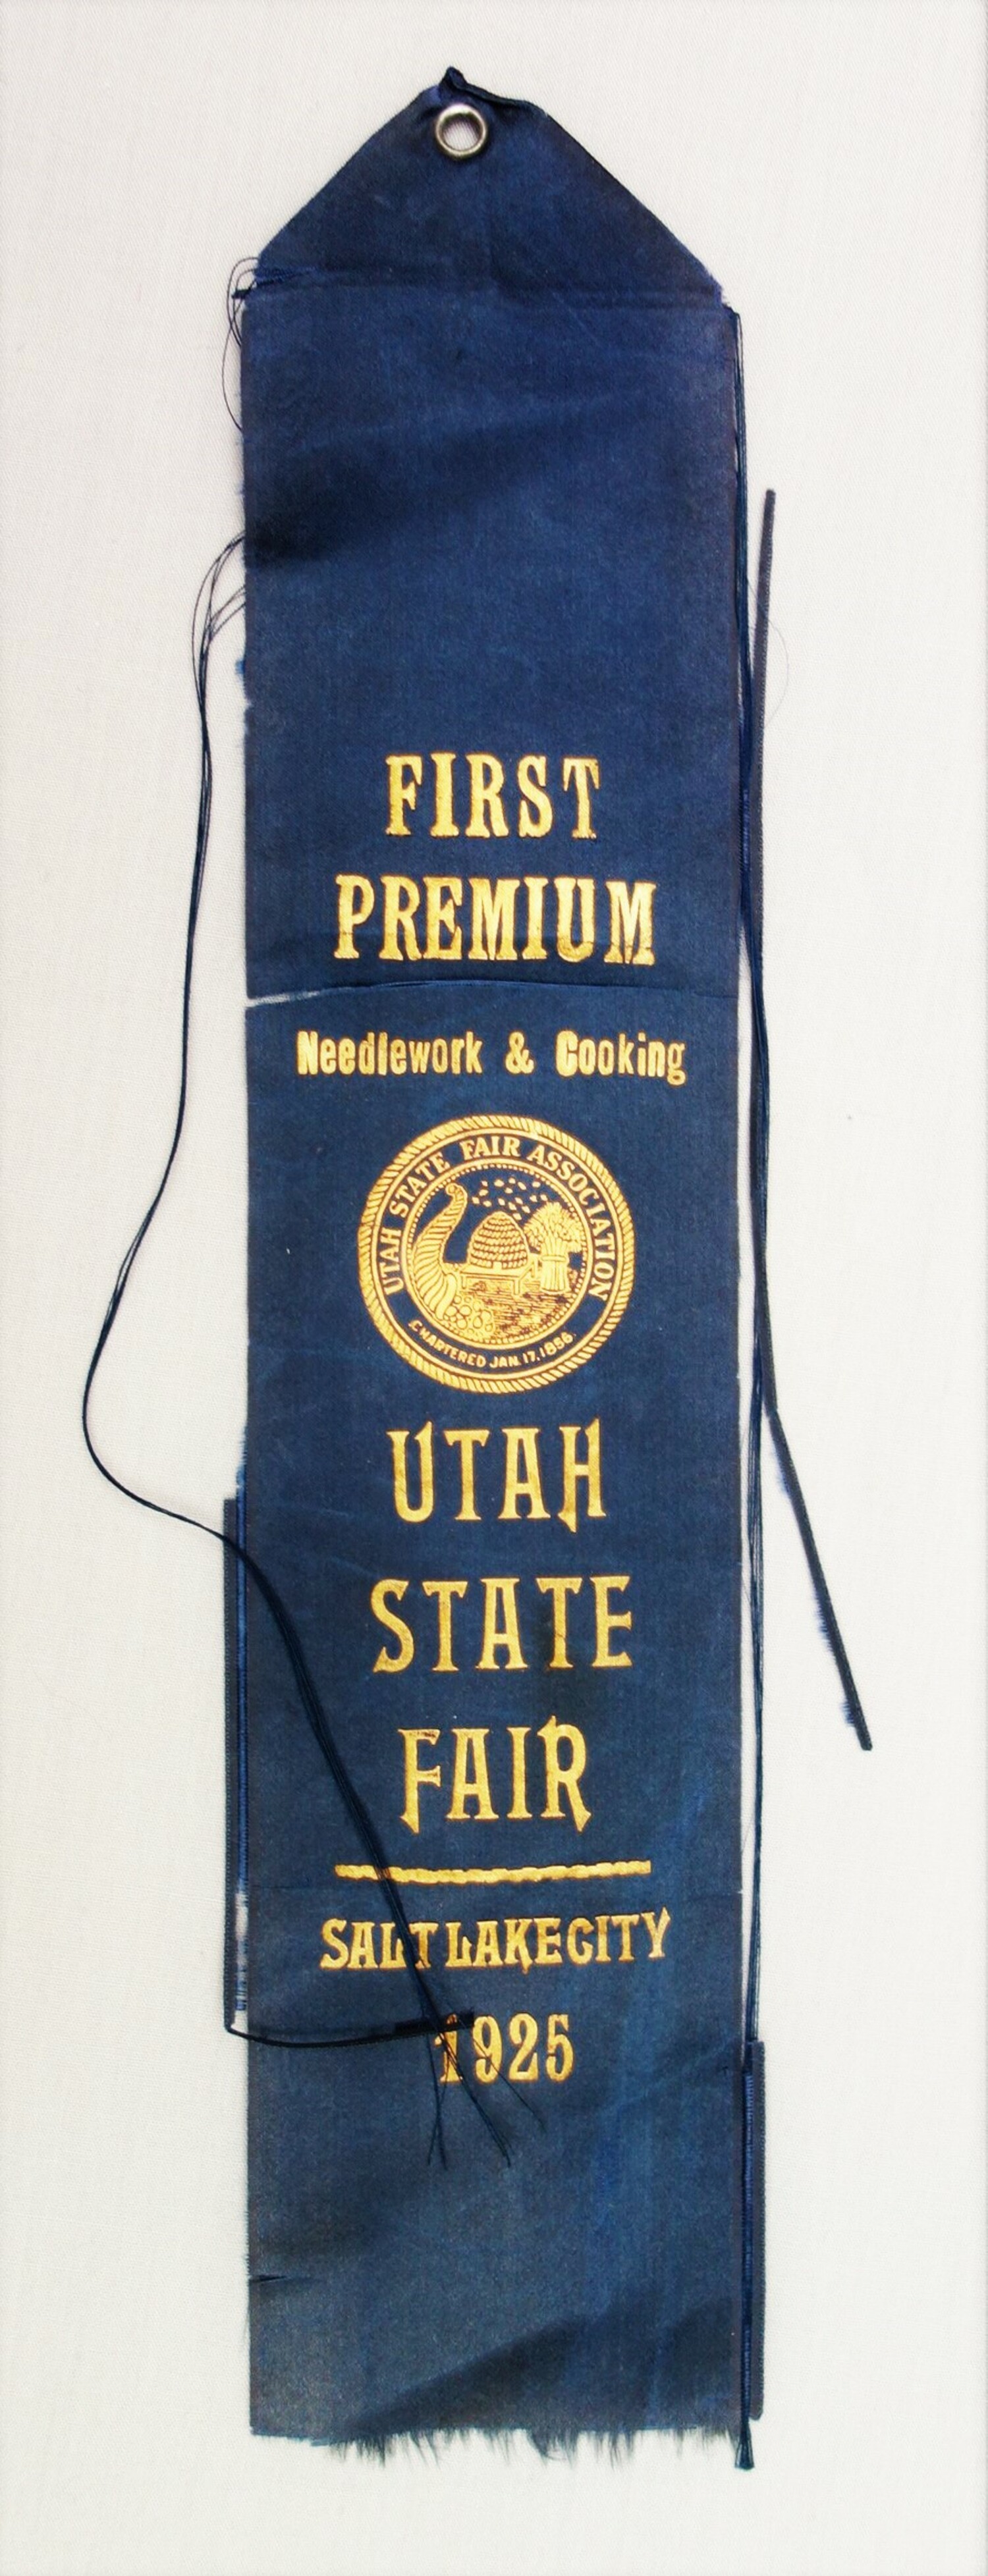 FIRST
PREMIUM
Needlework & Cooking
UTAH STATE FAIR ASSOCIATION
CHARTERED JAN. 17, 1856.
UTAH
STATE
FAIR
SALT LAKE CITY
1925